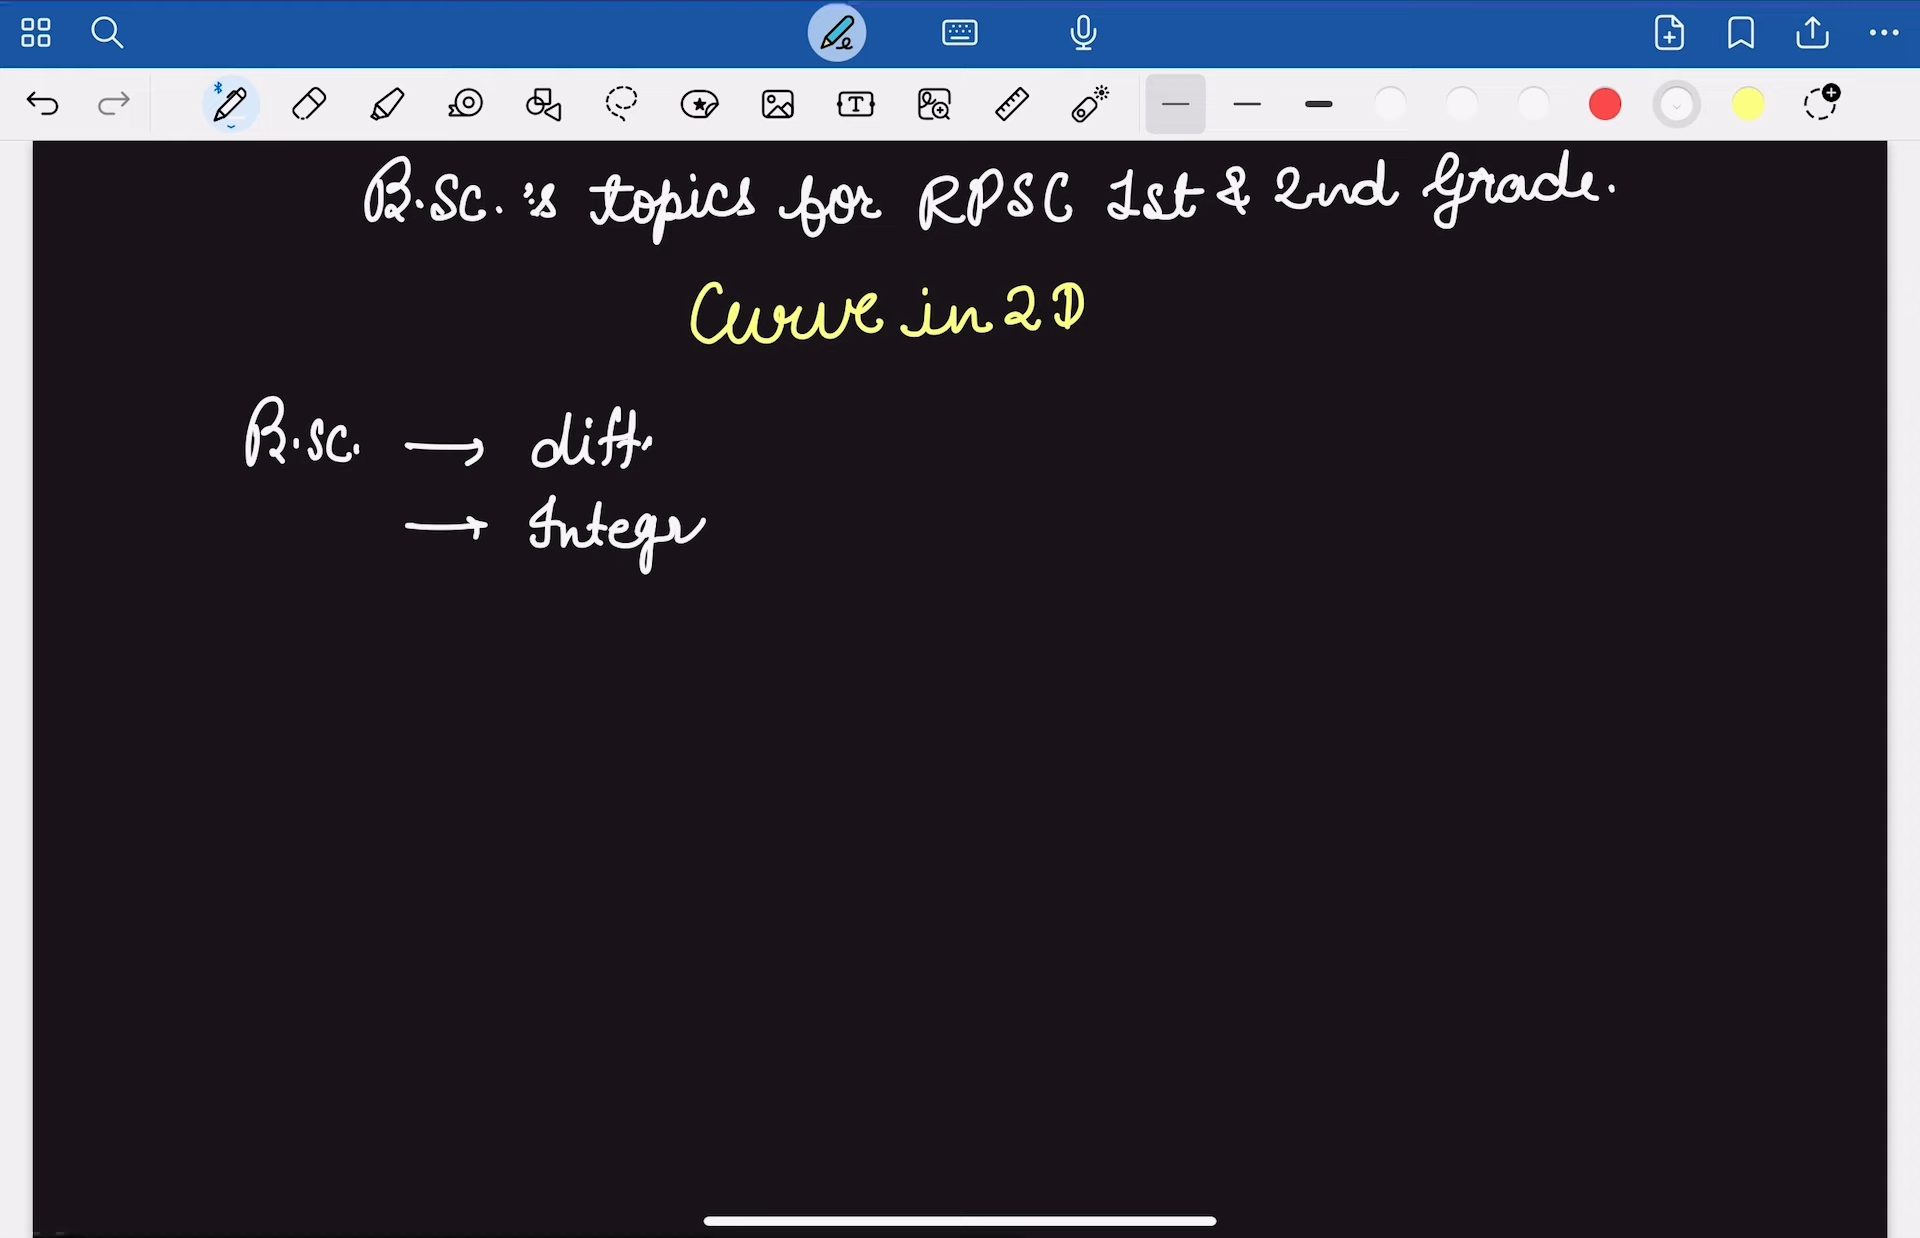 B.Sc.'s topics for RPSC 1st & 2nd Grade.
Curve in 2D
B.Sc. → diff.
→ Integr